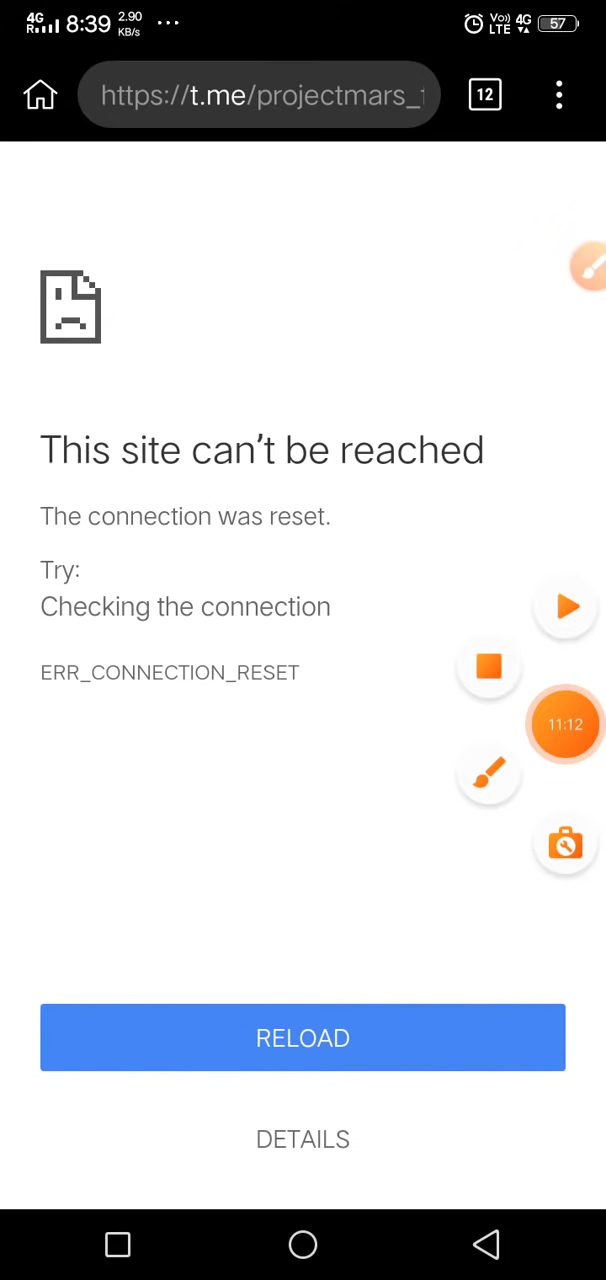 4G
R
8:39
2.90
KB/s
Vo))
LTE
4G
57
https://t.me/projectmars_
12
This site can't be reached
The connection was reset.
Try:
Checking the connection
ERR_CONNECTION_RESET
11:12
RELOAD
DETAILS